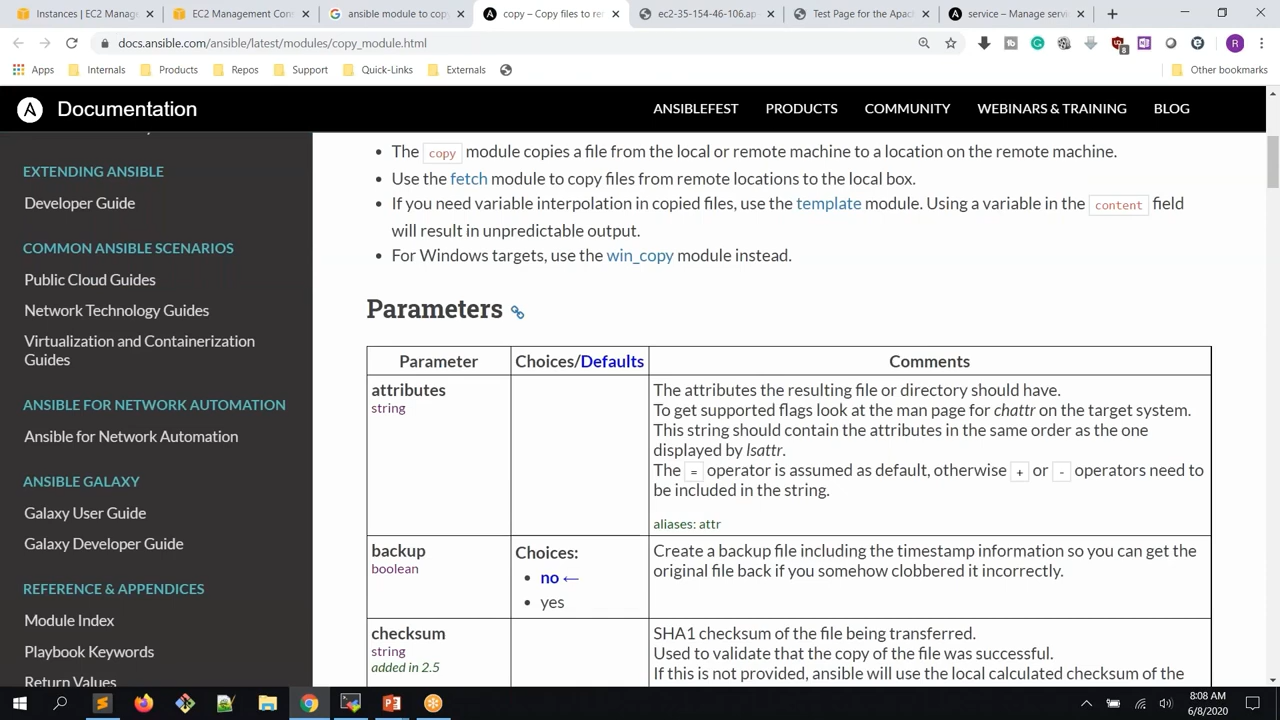 Instances | EC2 Manage
EC2 Management Con
ansible module to copy
copy – Copy files to re
ec2-35-154-46-106.ap
Test Page for the Apac
service – Manage servi
docs.ansible.com/ansible/latest/modules/copy_module.html
8
R
Apps
Internals
Products
Repos
Support
Quick-Links
Externals
Other bookmarks
A
Documentation
ANSIBLEFEST
PRODUCTS
COMMUNITY
WEBINARS & TRAINING
BLOG
EXTENDING ANSIBLE
Developer Guide
COMMON ANSIBLE SCENARIOS
Public Cloud Guides
Network Technology Guides
Virtualization and Containerization
Guides
ANSIBLE FOR NETWORK AUTOMATION
Ansible for Network Automation
ANSIBLE GALAXY
Galaxy User Guide
Galaxy Developer Guide
REFERENCE & APPENDICES
Module Index
Playbook Keywords
Return Values
• The copy module copies a file from the local or remote machine to a location on the remote machine.
• Use the fetch module to copy files from remote locations to the local box.
• If you need variable interpolation in copied files, use the template module. Using a variable in the content field
will result in unpredictable output.
• For Windows targets, use the win_copy module instead.
Parameters
Parameter
Choices/Defaults
Comments
attributes
string
The attributes the resulting file or directory should have.
To get supported flags look at the man page for chattr on the target system.
This string should contain the attributes in the same order as the one
displayed by lsattr.
The = operator is assumed as default, otherwise + or - operators need to
be included in the string.
aliases: attr
backup
boolean
Choices:
• no ←
• yes
Create a backup file including the timestamp information so you can get the
original file back if you somehow clobbered it incorrectly.
checksum
string
added in 2.5
SHA1 checksum of the file being transferred.
Used to validate that the copy of the file was successful.
If this is not provided, ansible will use the local calculated checksum of the
8:08 AM
6/8/2020